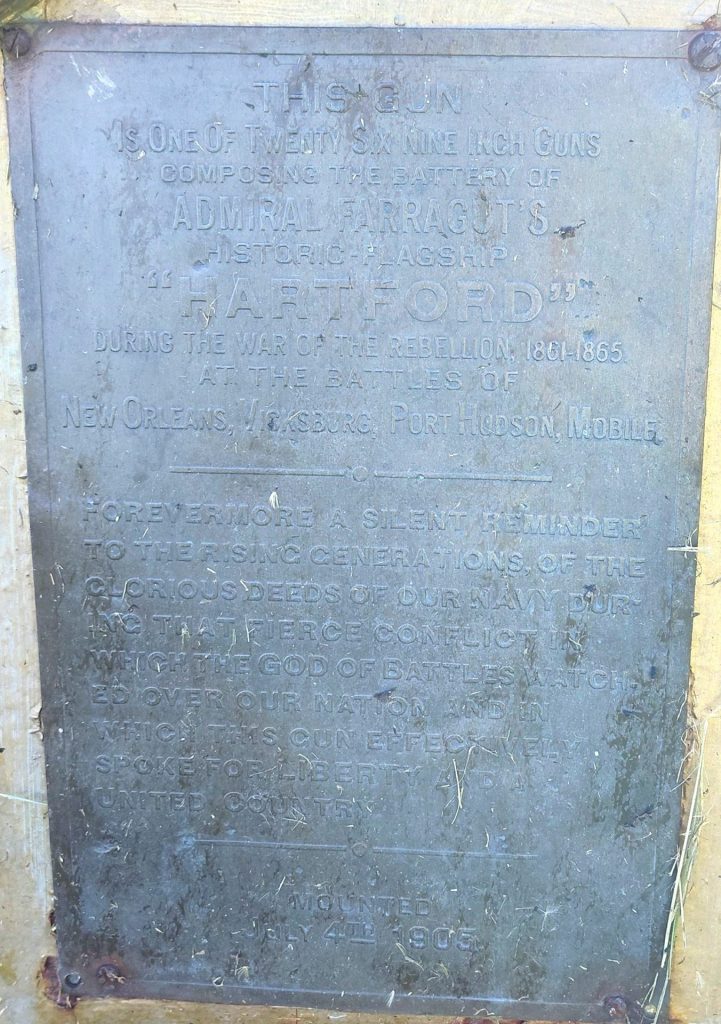 THIS GUN
IS ONE OF TWENTY SIX NINE INCH GUNS
COMPOSING THE BATTERY OF
ADMIRAL FARRAGUT'S
HISTORIC FLAGSHIP
"HARTFORD"
DURING THE WAR OF THE REBELLION, 1861-1865
AT THE BATTLES OF
NEW ORLEANS, VICKSBURG, PORT HUDSON, MOBILE
FOREVERMORE A SILENT REMINDER
TO THE RISING GENERATIONS, OF THE
GLORIOUS DEEDS OF OUR NAVY DUR-
ING THAT FIERCE CONFLICT IN
WHICH THE GOD OF BATTLES WATCH-
ED OVER OUR NATION AND IN
WHICH THIS GUN EFFECTIVELY
SPOKE FOR LIBERTY AND A
UNITED COUNTRY
MOUNTED
JULY 4TH 1905